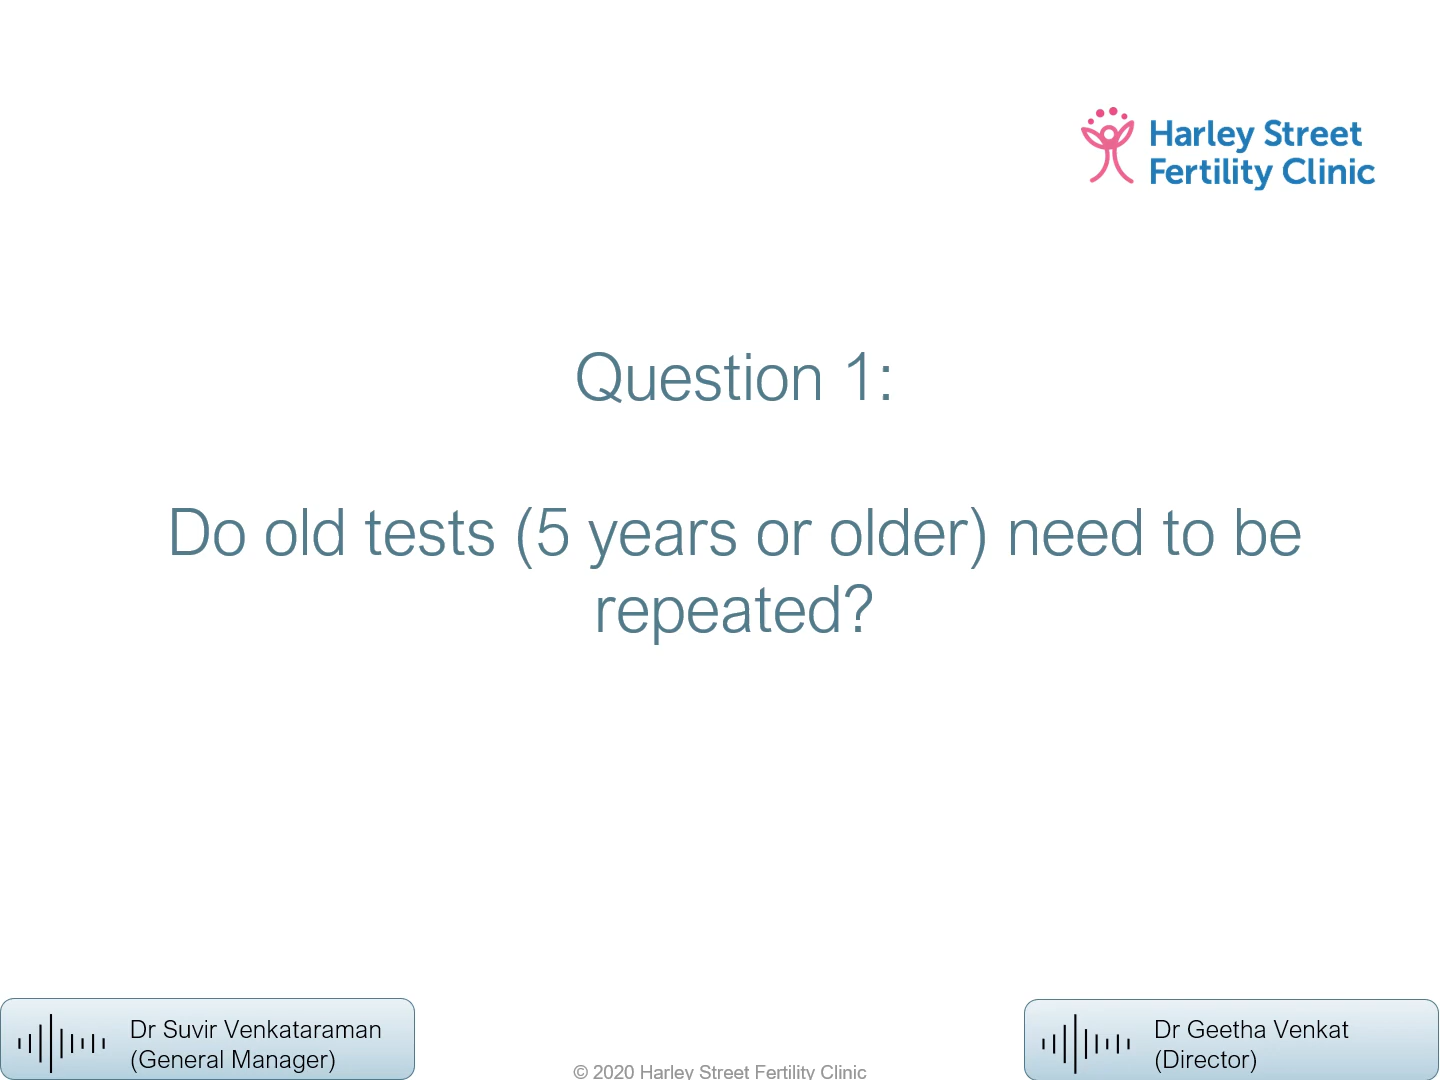 Harley Street
Fertility Clinic
Question 1:
Do old tests (5 years or older) need to be
repeated?
Dr Suvir Venkataraman
(General Manager)
© 2020 Harley Street Fertility Clinic
Dr Geetha Venkat
(Director)